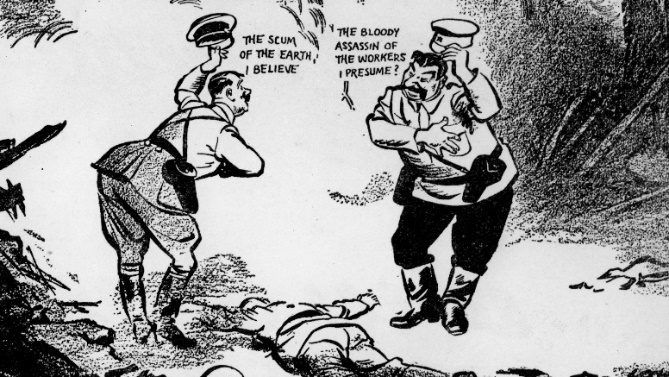 THE SCUM
OF THE EARTH,
I BELIEVE
THE BLOODY
ASSASSIN OF
THE WORKERS
I PRESUME?